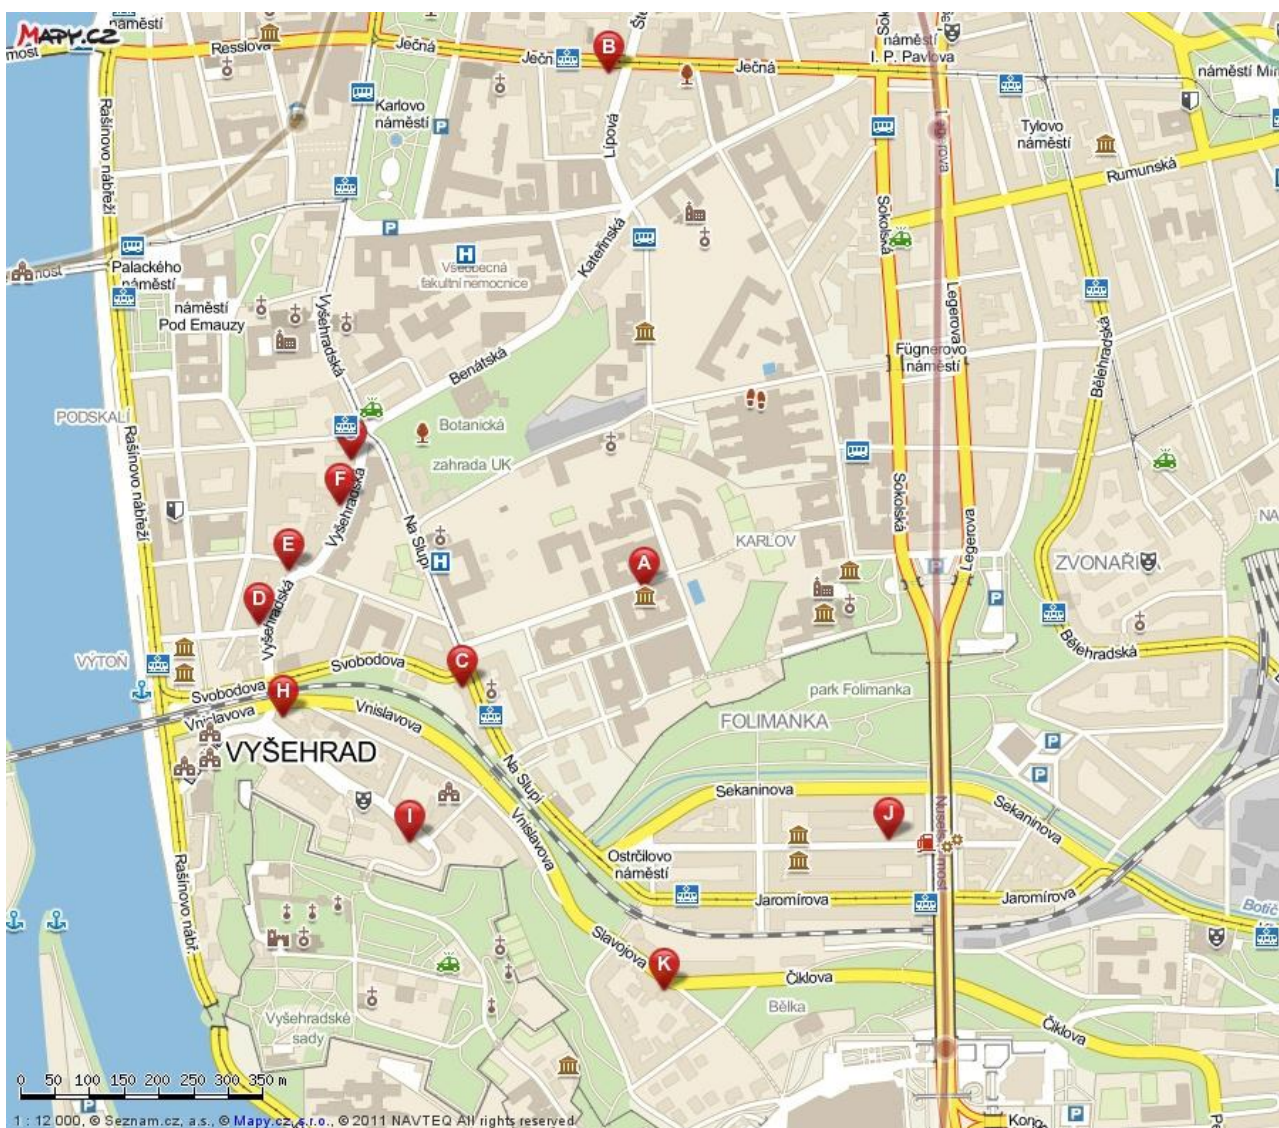 MAPY.CZ
náměstí
most
Resslova
Ječná
Ječn
B
Ječná
náměstí
I. P. Pavlova
náměstí Mír
Rašínovo nábřeží
Karlovo
náměstí
P
Lípová
Tylovo
náměstí
Rumunská
Sokolská
Palackého
náměstí
most
náměstí
Pod Emauzy
P
H
Všeobecná
fakultní nemocnice
Kateřinská
Vyšehradská
Benátská
Legerova
Fügnerovo
náměstí
Bělehradská
PODSKALÍ
Botanická
zahrada UK
Rašínovo nábřeží
F
Vyšehradská
Na Slupi
H
E
A
KARLOV
Sokolská
Legerova
P
P
ZVONAŘKA
NA
D
Vyšehradská
VÝTOŇ
Svobodova
Svobodova
C
Bělehradská
park Folimanka
FOLIMANKA
H
Vnislavova
Vnislavova
VYŠEHRAD
Na Slupi
P
P
Sekaninova
Sekaninova
I
Vnislavova
J
Nuselský most
Ostrčilovo
náměstí
Jaromírova
Jaromírova
Botič
Rašínovo nábř.
Slavojova
K
Čiklova
Bělka
Čiklova
Vyšehradské
sady
0 50 100 150 200 250 300 350 m
P
P
Kong
1 : 12 000, © Seznam.cz, a.s., © Mapy.cz, s.r.o., © 2011 NAVTEQ All rights reserved